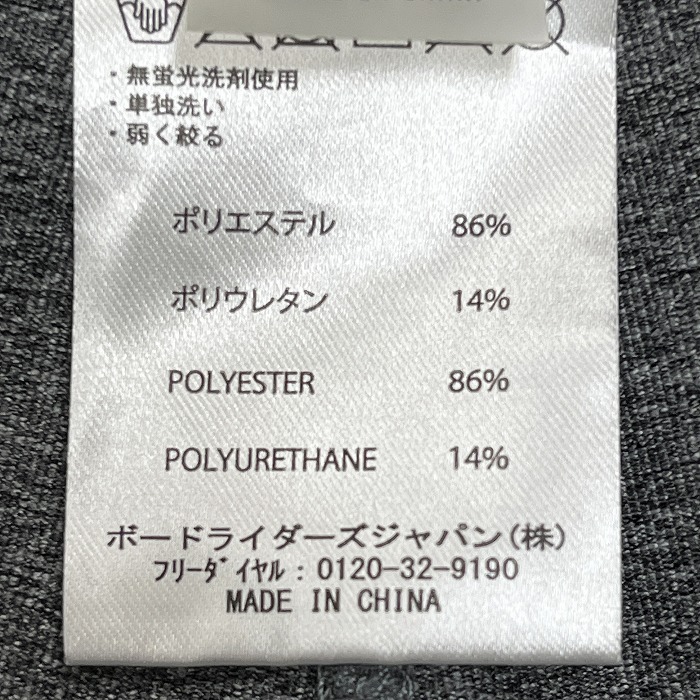 ・無蛍光洗剤使用
・単独洗い
・弱く絞る
ポリエステル 86%
ポリウレタン 14%
POLYESTER 86%
POLYURETHANE 14%
ボードライダーズジャパン(株)
フリーダイヤル : 0120-32-9190
MADE IN CHINA